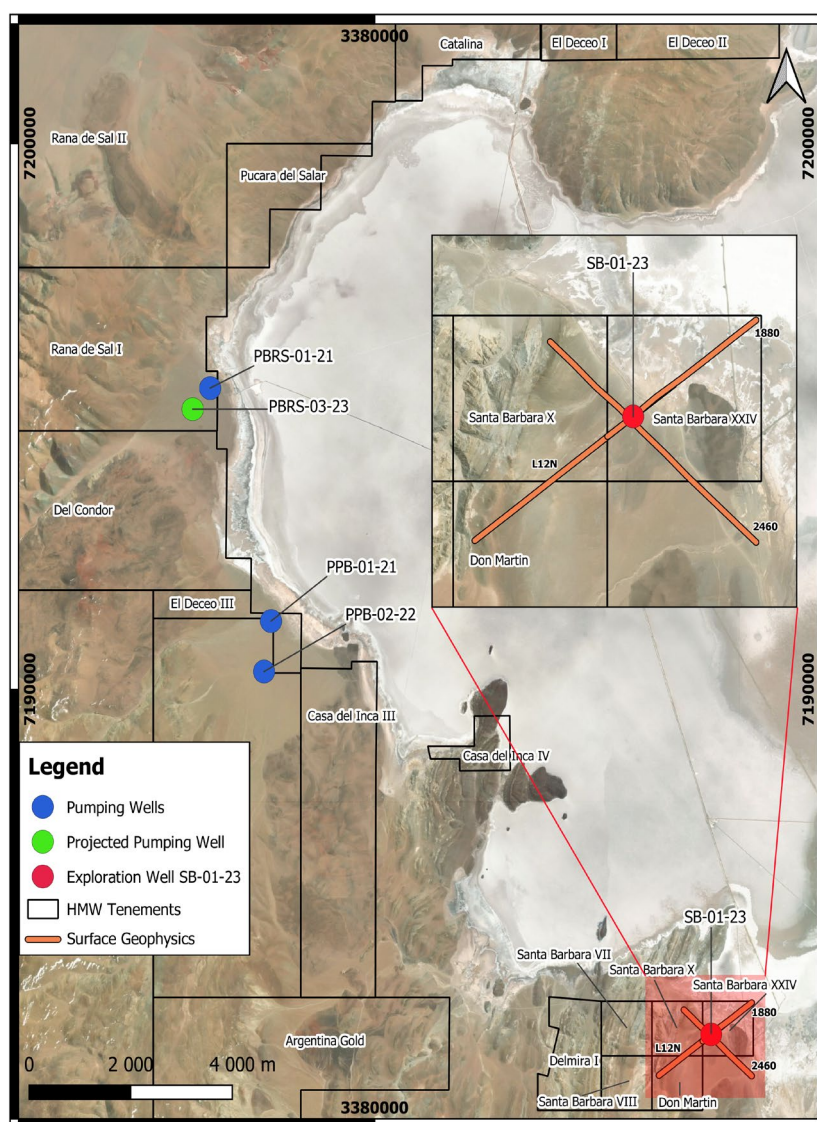 3380000
Catalina
El Deceo I
El Deceo II
7200000
7200000
Rana de Sal II
Pucara del Salar
SB-01-23
1880
Rana de Sal I
PBRS-01-21
PBRS-03-23
Santa Barbara X
Santa Barbara XXIV
L12N
Del Condor
2460
Don Martin
PPB-01-21
El Deceo III
PPB-02-22
7190000
7190000
Casa del Inca III
Casa del Inca IV
Legend
Pumping Wells
Projected Pumping Well
Exploration Well SB-01-23
HMW Tenements
Surface Geophysics
SB-01-23
Santa Barbara VII
Santa Barbara X
Santa Barbara XXIV
1880
Argentina Gold
L12N
Delmira I
2460
0 2 000 4 000 m
Santa Barbara VIII
Don Martin
3380000